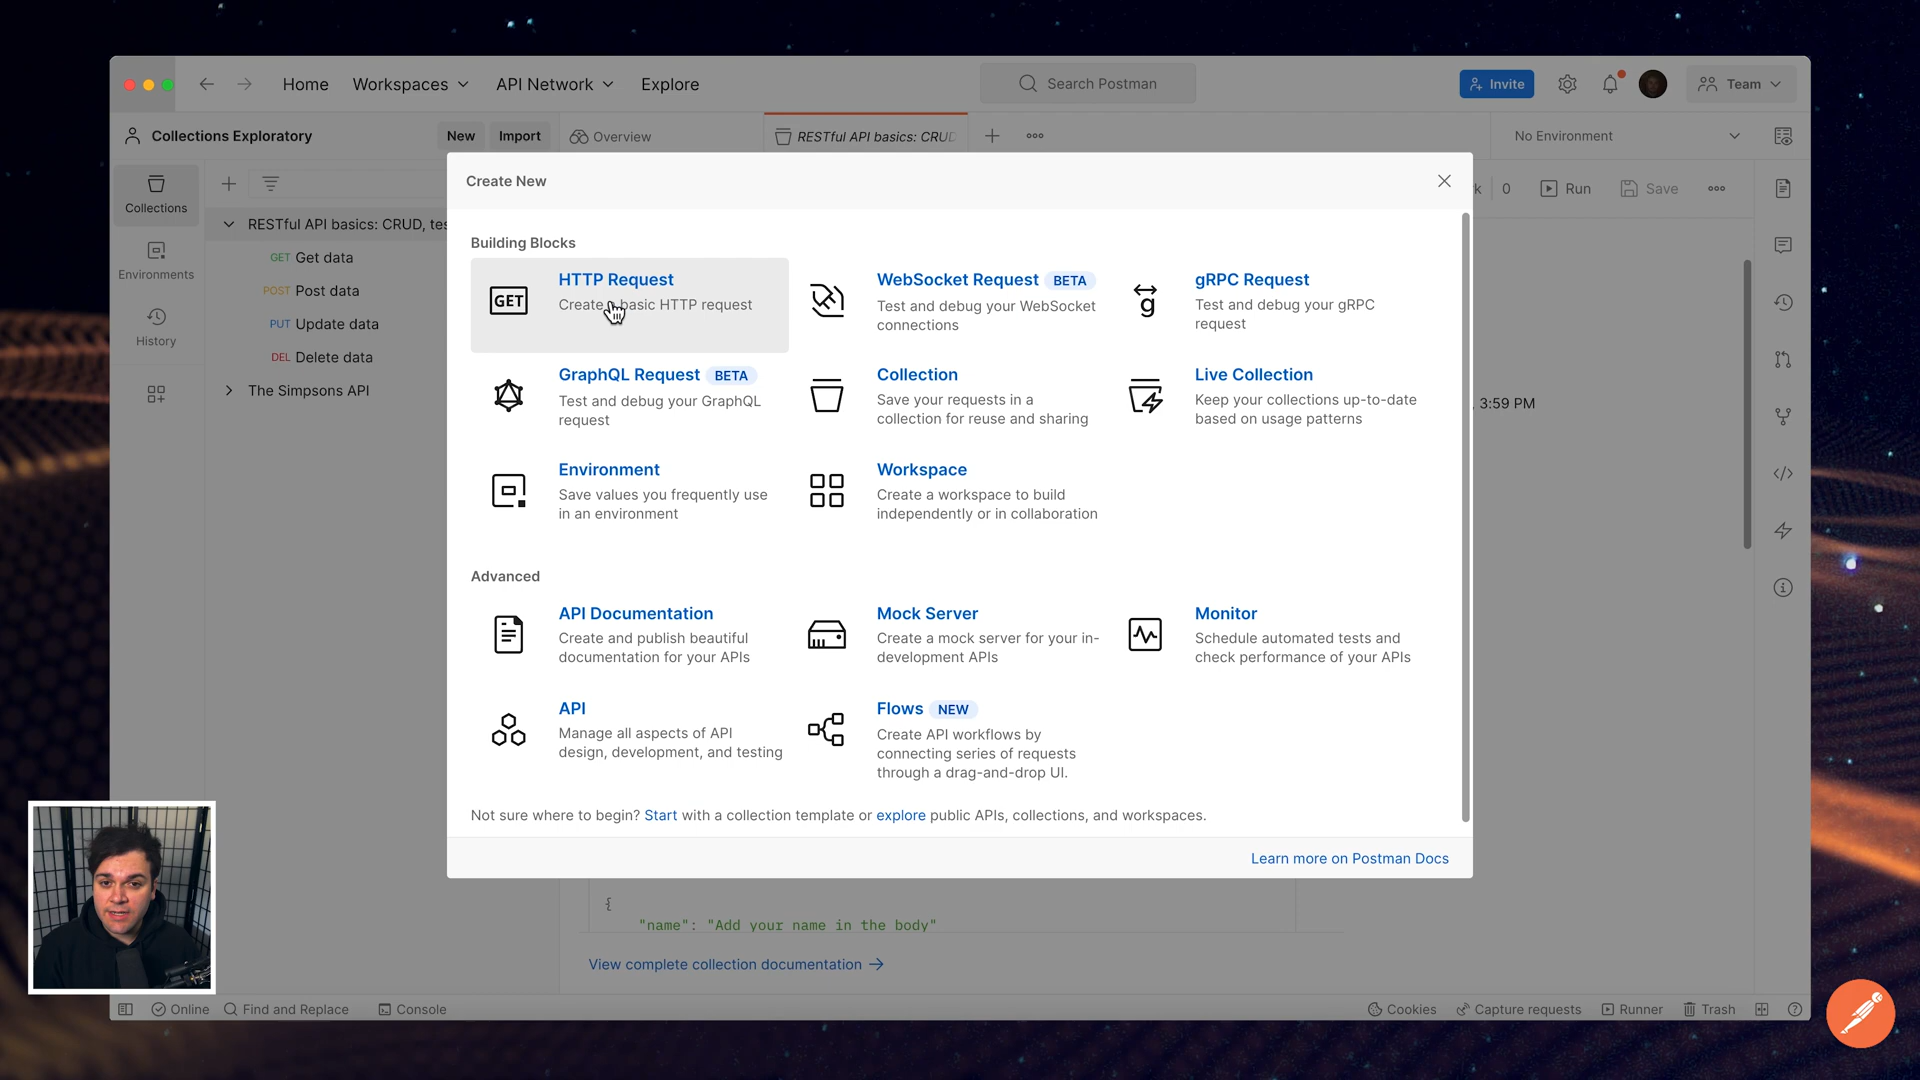 Home
Workspaces
API Network
Explore
Search Postman
Invite
Team
Collections Exploratory
New
Import
Overview
RESTful API basics: CRUD
No Environment
Collections
Environments
History
RESTful API basics: CRUD, tes
GET Get data
POST Post data
PUT Update data
DEL Delete data
The Simpsons API
k
0
Run
Save
, 3:59 PM
Create New
Building Blocks
GET
HTTP Request
Create basic HTTP request
WebSocket Request BETA
Test and debug your WebSocket
connections
g
gRPC Request
Test and debug your gRPC
request
GraphQL Request BETA
Test and debug your GraphQL
request
Collection
Save your requests in a
collection for reuse and sharing
Live Collection
Keep your collections up-to-date
based on usage patterns
Environment
Save values you frequently use
in an environment
Workspace
Create a workspace to build
independently or in collaboration
Advanced
API Documentation
Create and publish beautiful
documentation for your APIs
Mock Server
Create a mock server for your in-
development APIs
Monitor
Schedule automated tests and
check performance of your APIs
API
Manage all aspects of API
design, development, and testing
Flows NEW
Create API workflows by
connecting series of requests
through a drag-and-drop UI.
Not sure where to begin? Start with a collection template or explore public APIs, collections, and workspaces.
Learn more on Postman Docs
{
"name": "Add your name in the body"
View complete collection documentation →
Online
Find and Replace
Console
Cookies
Capture requests
Runner
Trash